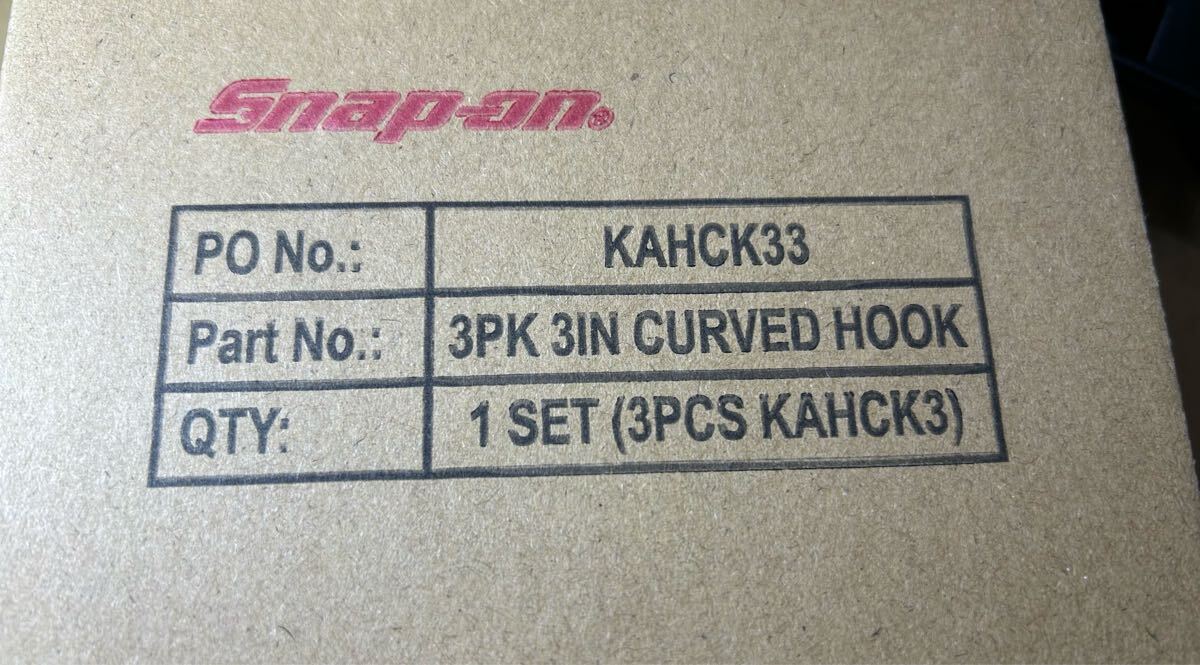 Snap-on®
PO No.: KAHCK33
Part No.: 3PK 3IN CURVED HOOK
QTY: 1 SET (3PCS KAHCK3)